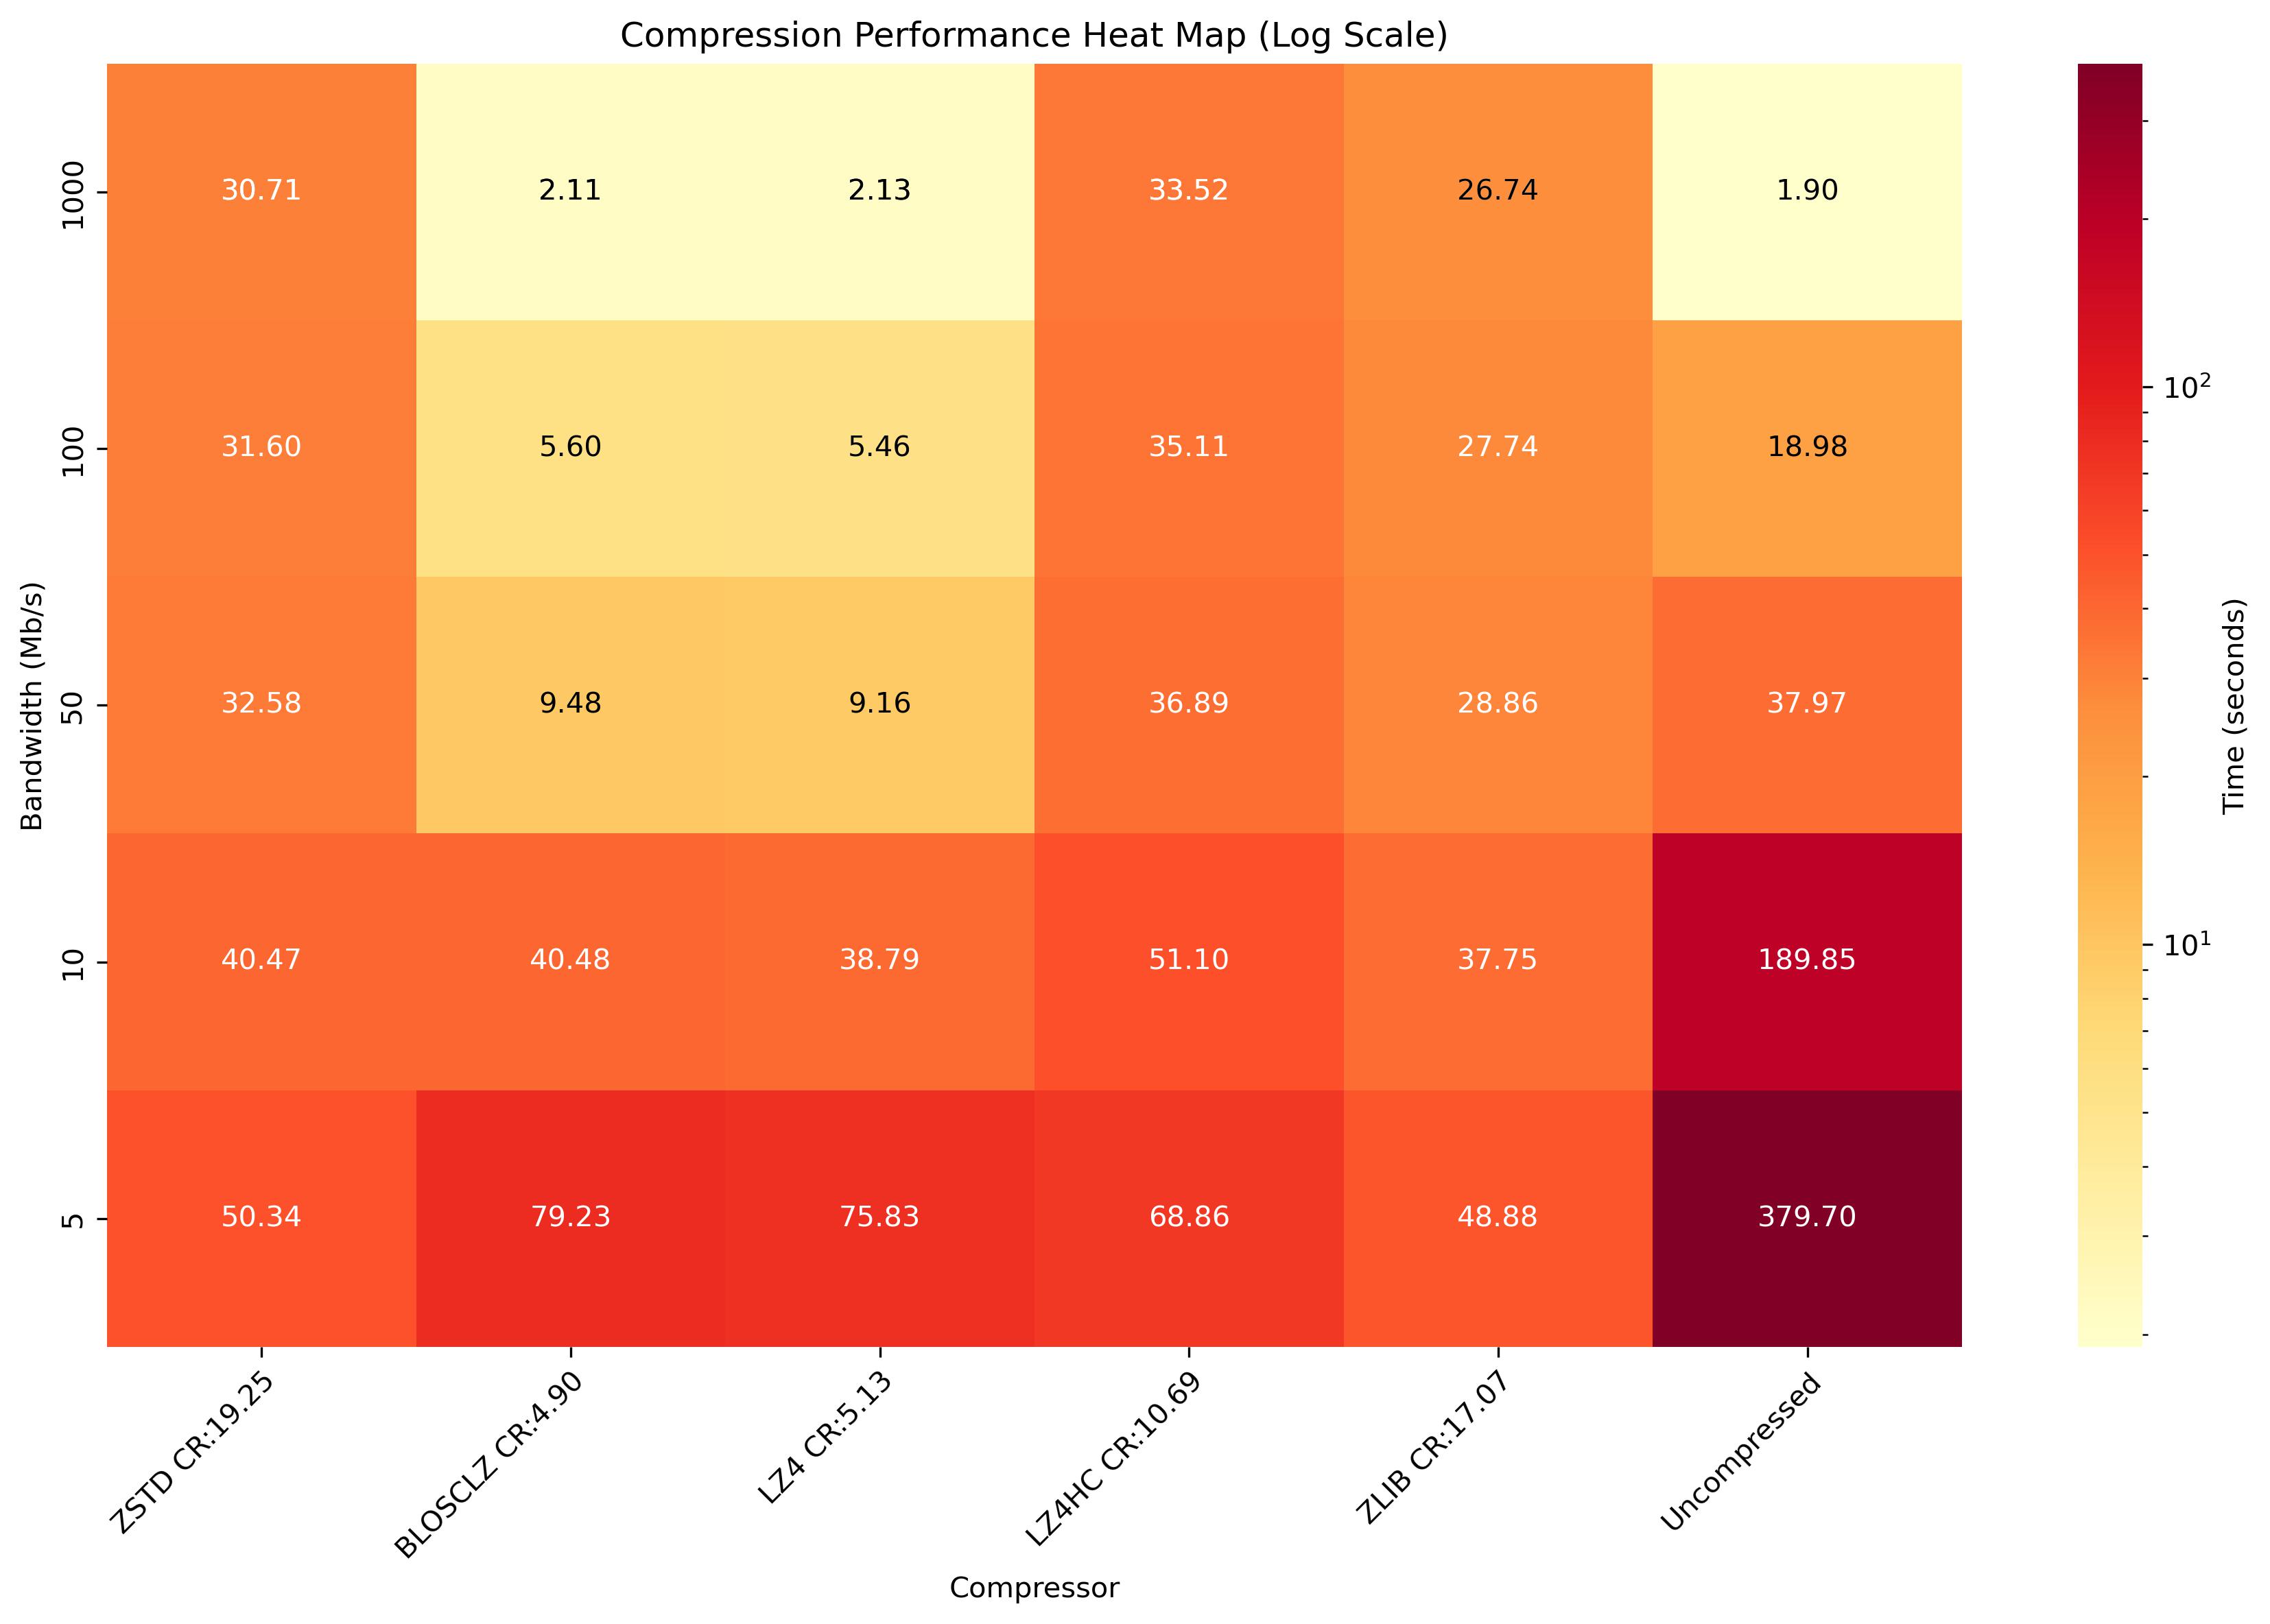 Compression Performance Heat Map (Log Scale)
Bandwidth (Mb/s)
1000 30.71 2.11 2.13 33.52 26.74 1.90
100 31.60 5.60 5.46 35.11 27.74 18.98
50 32.58 9.48 9.16 36.89 28.86 37.97
10 40.47 40.48 38.79 51.10 37.75 189.85
5 50.34 79.23 75.83 68.86 48.88 379.70
ZSTD CR:19.25
BLOSCLZ CR:4.90
LZ4 CR:5.13
LZ4HC CR:10.69
ZLIB CR:17.07
Uncompressed
Compressor
10²
10¹
Time (seconds)